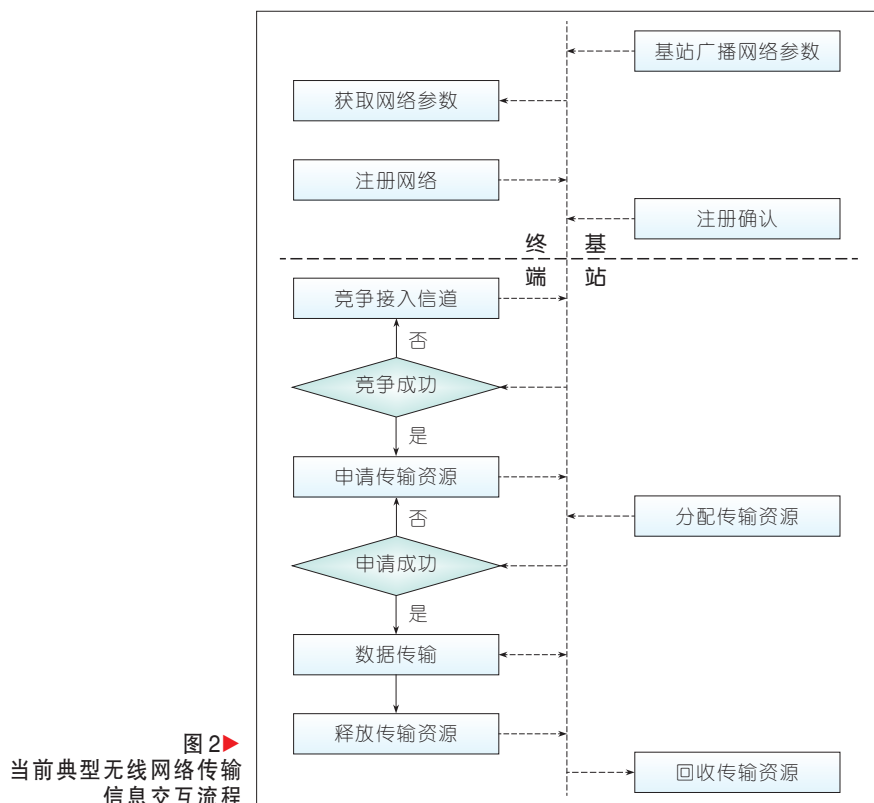 基站广播网络参数
获取网络参数
注册网络
注册确认
终 基
端 站
竞争接入信道
否
竞争成功
是
申请传输资源
分配传输资源
否
申请成功
是
数据传输
释放传输资源
回收传输资源
图2▶
当前典型无线网络传输
信息交互流程